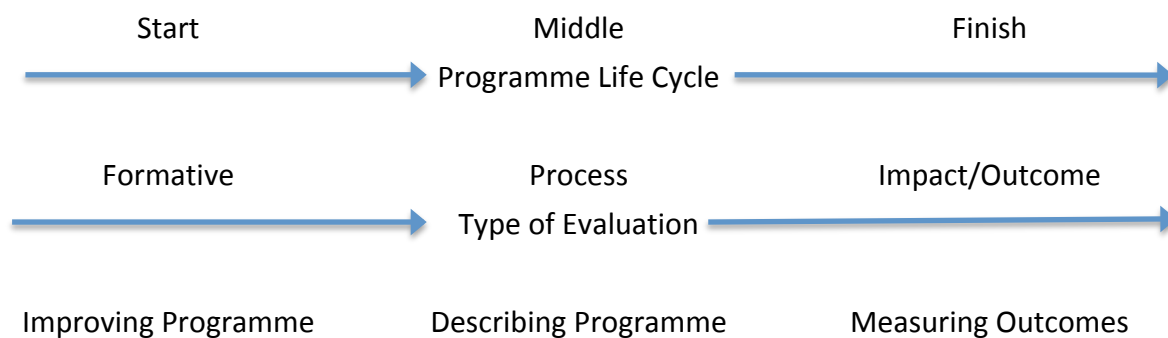 Start Middle Finish
Programme Life Cycle
Formative Process Impact/Outcome
Type of Evaluation
Improving Programme Describing Programme Measuring Outcomes